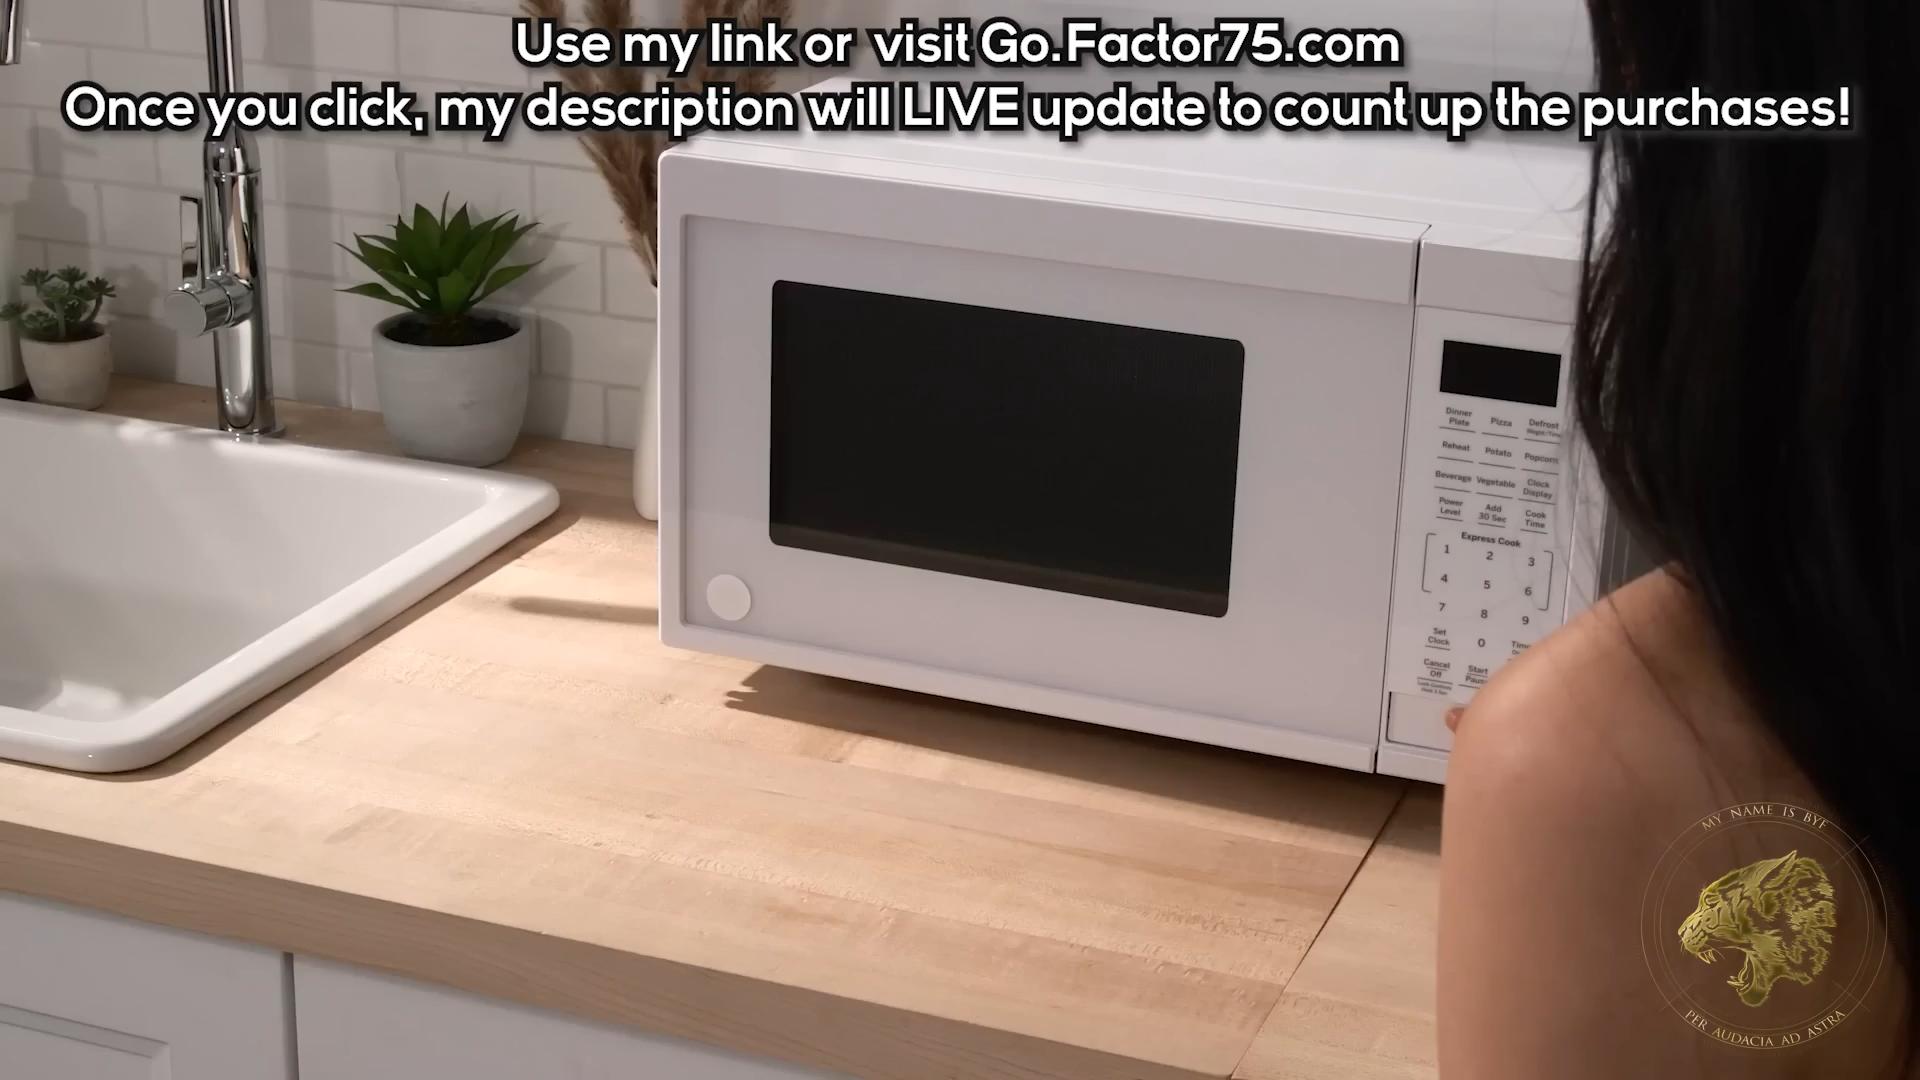 Use my link or visit Go.Factor75.com
Once you click, my description will LIVE update to count up the purchases!
Dinner Plate
Pizza
Defrost
Weight/Time
Reheat
Potato
Popcorn
Beverage
Vegetable
Clock Display
Power Level
Add 30 Sec
Cook Time
Express Cook
1 2 3
4 5 6
7 8 9
Set Clock
0
Cancel Off
Start
MY NAME IS BYF
PER AUDACIA AD ASTRA